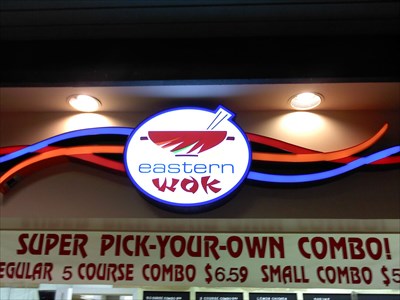 eastern
wok
SUPER PICK-YOUR-OWN COMBO!
EGULAR 5 COURSE COMBO $6.59 SMALL COMBO $5